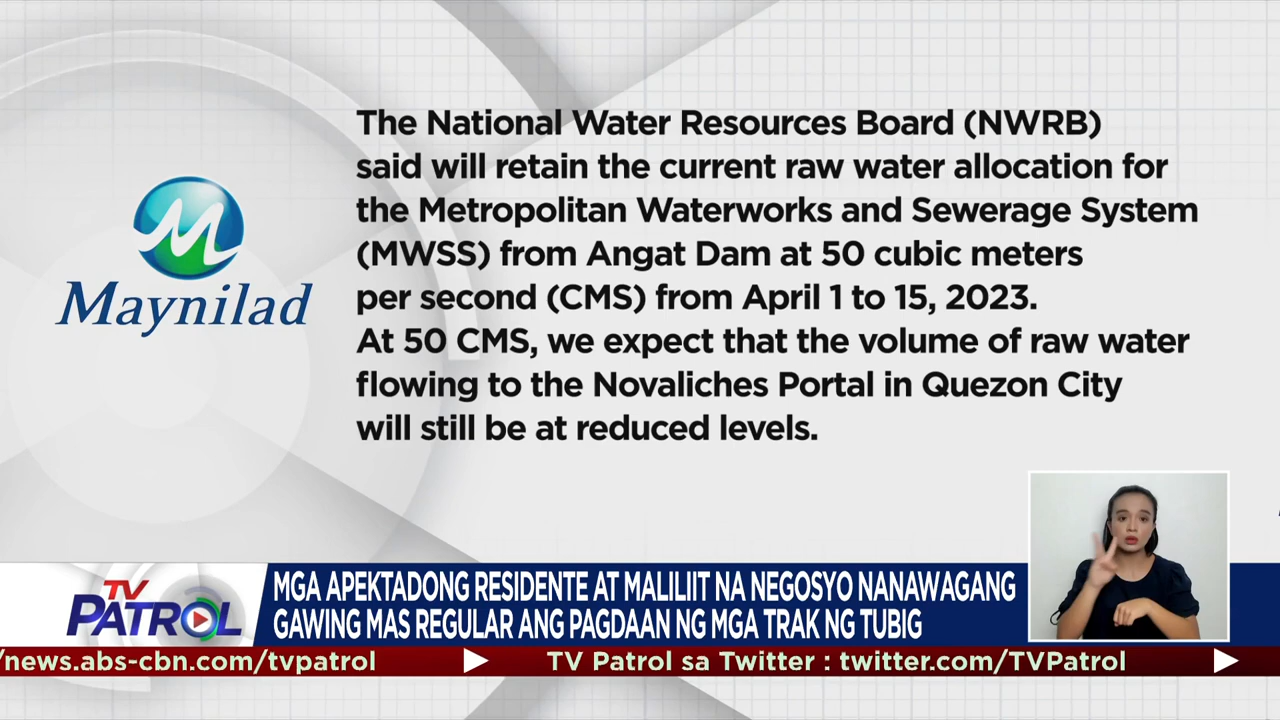 The National Water Resources Board (NWRB)
said will retain the current raw water allocation for
the Metropolitan Waterworks and Sewerage System
(MWSS) from Angat Dam at 50 cubic meters
per second (CMS) from April 1 to 15, 2023.
At 50 CMS, we expect that the volume of raw water
flowing to the Novaliches Portal in Quezon City
will still be at reduced levels.
M
Maynilad
TV
PATROL
MGA APEKTADONG RESIDENTE AT MALILIIT NA NEGOSYO NANAWAGANG
GAWING MAS REGULAR ANG PAGDAAN NG MGA TRAK NG TUBIG
/news.abs-cbn.com/tvpatrol TV Patrol sa Twitter : twitter.com/TVPatrol